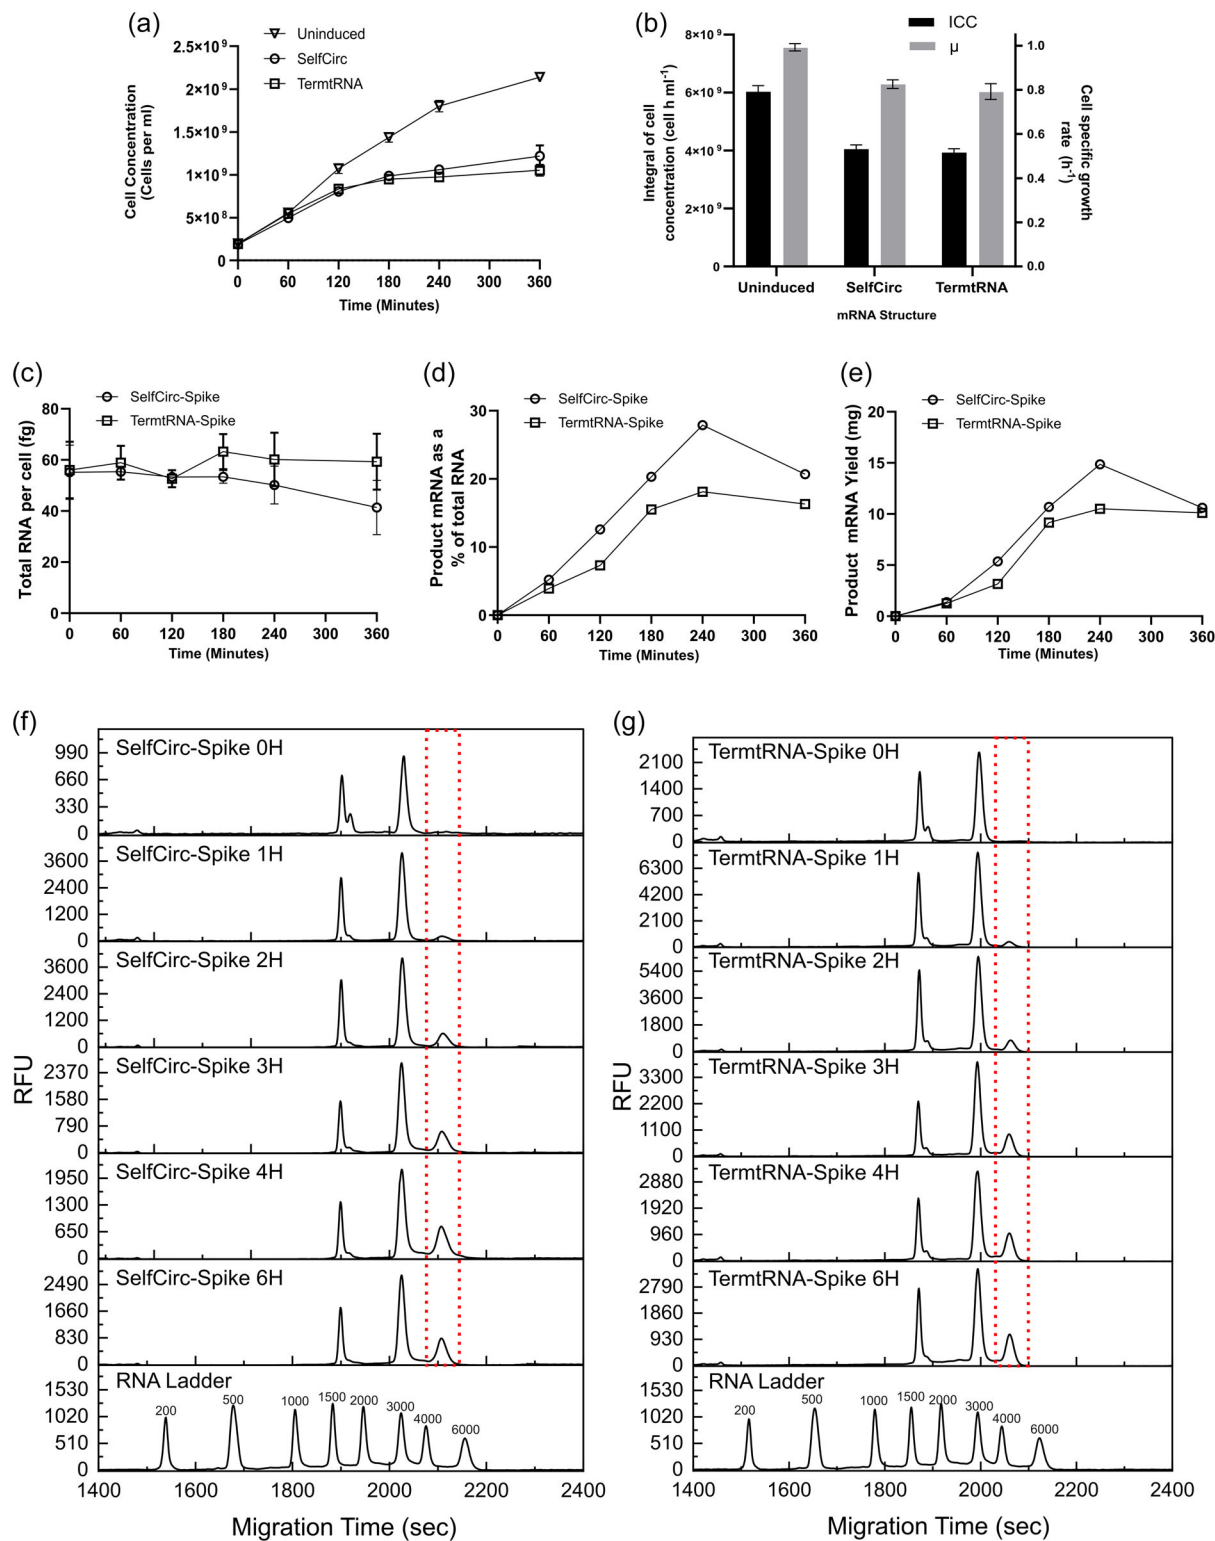 (a)
Uninduced
SelfCirc
TermtRNA
2.5×10⁹
2.0×10⁹
1.5×10⁹
1×10⁹
5×10⁸
0
Cell Concentration
(Cells per ml)
0 60 120 180 240 300 360
Time (Minutes)
(b)
ICC
μ
8×10⁹
6×10⁹
4×10⁹
2×10⁹
0
Integral of cell
concentration (cell h ml⁻¹)
1.0
0.8
0.6
0.4
0.2
0.0
Cell specific growth
rate (h⁻¹)
Uninduced SelfCirc TermtRNA
mRNA Structure
(c)
SelfCirc-Spike
TermtRNA-Spike
80
60
40
20
0
Total RNA per cell (fg)
0 60 120 180 240 300 360
Time (Minutes)
(d)
SelfCirc-Spike
TermtRNA-Spike
30
20
10
0
Product mRNA as a
% of total RNA
0 60 120 180 240 300 360
Time (Minutes)
(e)
SelfCirc-Spike
TermtRNA-Spike
20
15
10
5
0
Product mRNA Yield (mg)
0 60 120 180 240 300 360
Time (Minutes)
(f)
RFU
SelfCirc-Spike 0H
990
660
330
0
SelfCirc-Spike 1H
3600
2400
1200
0
SelfCirc-Spike 2H
3600
2400
1200
0
SelfCirc-Spike 3H
2370
1580
790
0
SelfCirc-Spike 4H
1950
1300
650
0
SelfCirc-Spike 6H
2490
1660
830
0
RNA Ladder
1530
1020
510
0
200 500 1000 1500 2000 3000 4000 6000
1400 1600 1800 2000 2200 2400
Migration Time (sec)
(g)
RFU
TermtRNA-Spike 0H
2100
1400
700
0
TermtRNA-Spike 1H
6300
4200
2100
0
TermtRNA-Spike 2H
5400
3600
1800
0
TermtRNA-Spike 3H
3300
2200
1100
0
TermtRNA-Spike 4H
2880
1920
960
0
TermtRNA-Spike 6H
2790
1860
930
0
RNA Ladder
1530
1020
510
0
200 500 1000 1500 2000 3000 4000 6000
1400 1600 1800 2000 2200 2400
Migration Time (sec)